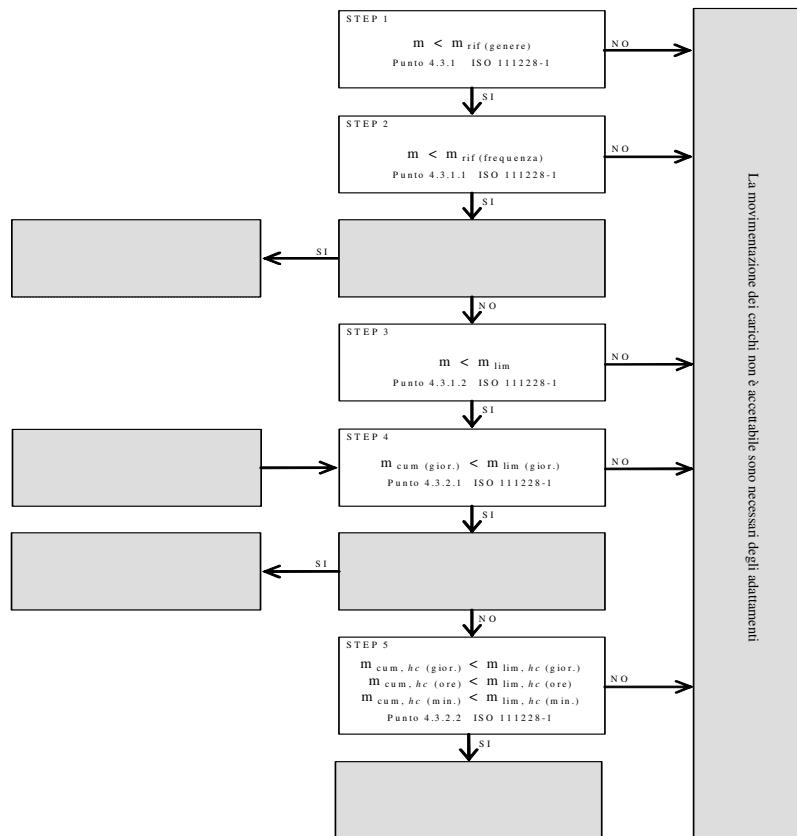 STEP 1
m < m rif (genere)
Punto 4.3.1 ISO 111228-1
NO
SI
STEP 2
m < m rif (frequenza)
Punto 4.3.1.1 ISO 111228-1
NO
SI
SI
NO
STEP 3
m < m lim
Punto 4.3.1.2 ISO 111228-1
NO
SI
STEP 4
m cum (gior.) < m lim (gior.)
Punto 4.3.2.1 ISO 111228-1
NO
SI
SI
NO
STEP 5
m cum, hc (gior.) < m lim, hc (gior.)
m cum, hc (ore) < m lim, hc (ore)
m cum, hc (min.) < m lim, hc (min.)
Punto 4.3.2.2 ISO 111228-1
NO
SI
La movimentazione dei carichi non è accettabile sono necessari degli adattamenti